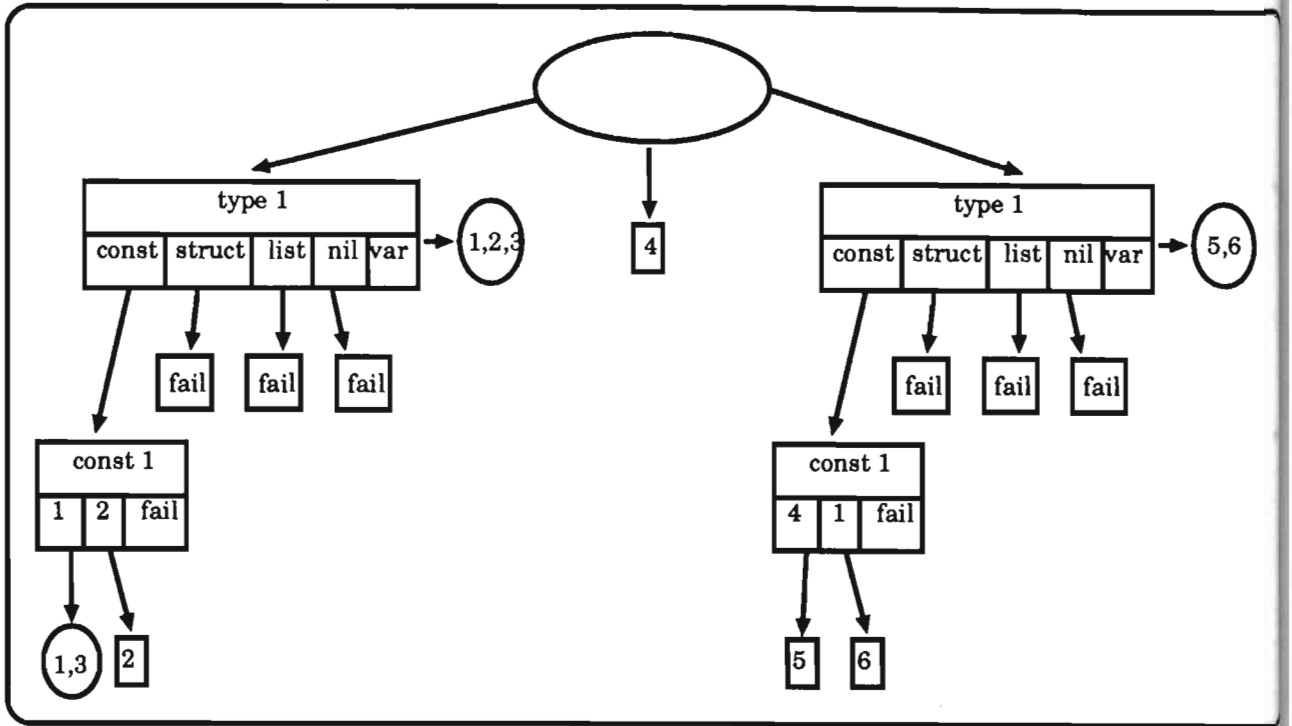 type 1
const struct list nil var
1,2,3
fail fail fail
const 1
1 2 fail
1,3
2
4
type 1
const struct list nil var
5,6
fail fail fail
const 1
4 1 fail
5
6